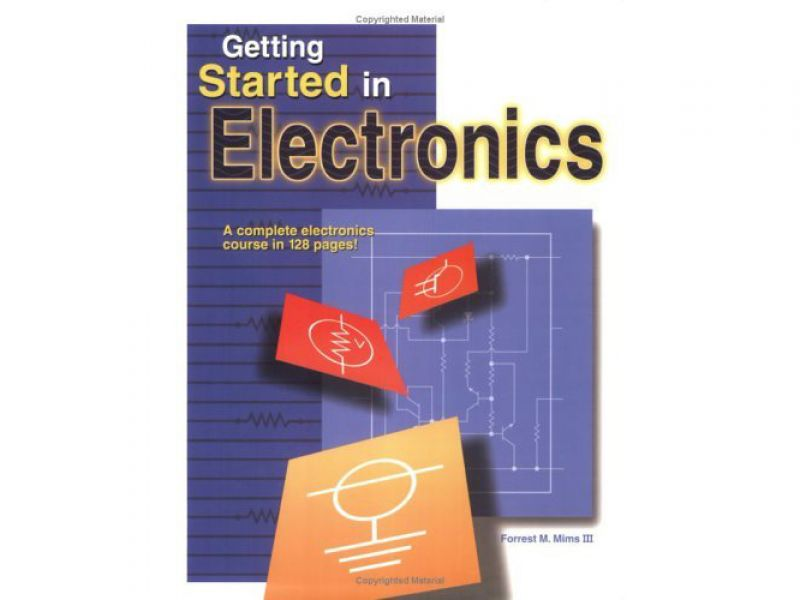 Copyrighted Material
Getting
Started in
Electronics
A complete electronics
course in 128 pages!
Forrest M. Mims III
Copyrighted Material